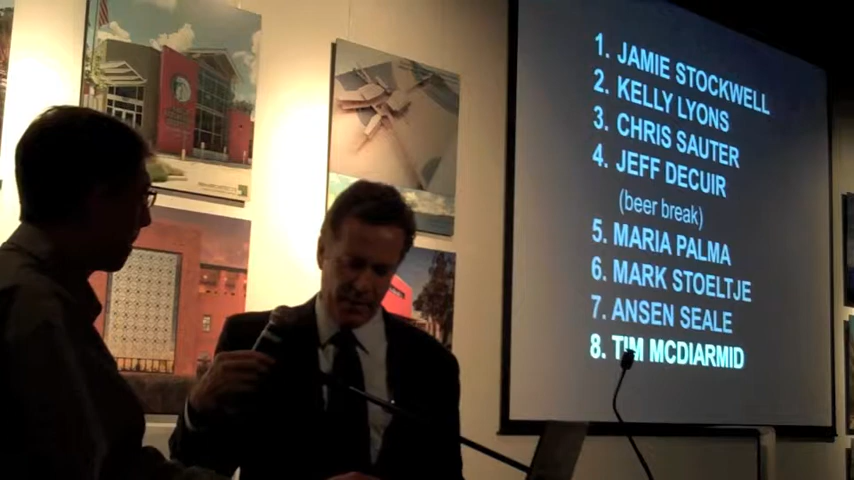 1. JAMIE STOCKWELL
2. KELLY LYONS
3. CHRIS SAUTER
4. JEFF DECUIR
(beer break)
5. MARIA PALMA
6. MARK STOELTJE
7. ANSEN SEALE
8. TIM MCDIARMID